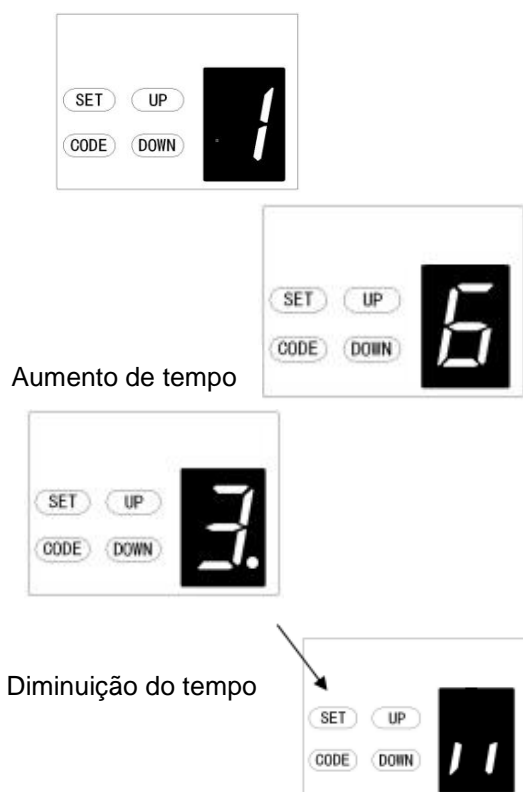 SET UP
CODE DOWN
1
SET UP
CODE DOWN
6
Aumento de tempo
SET UP
CODE DOWN
3.
Diminuição do tempo
SET UP
CODE DOWN
11